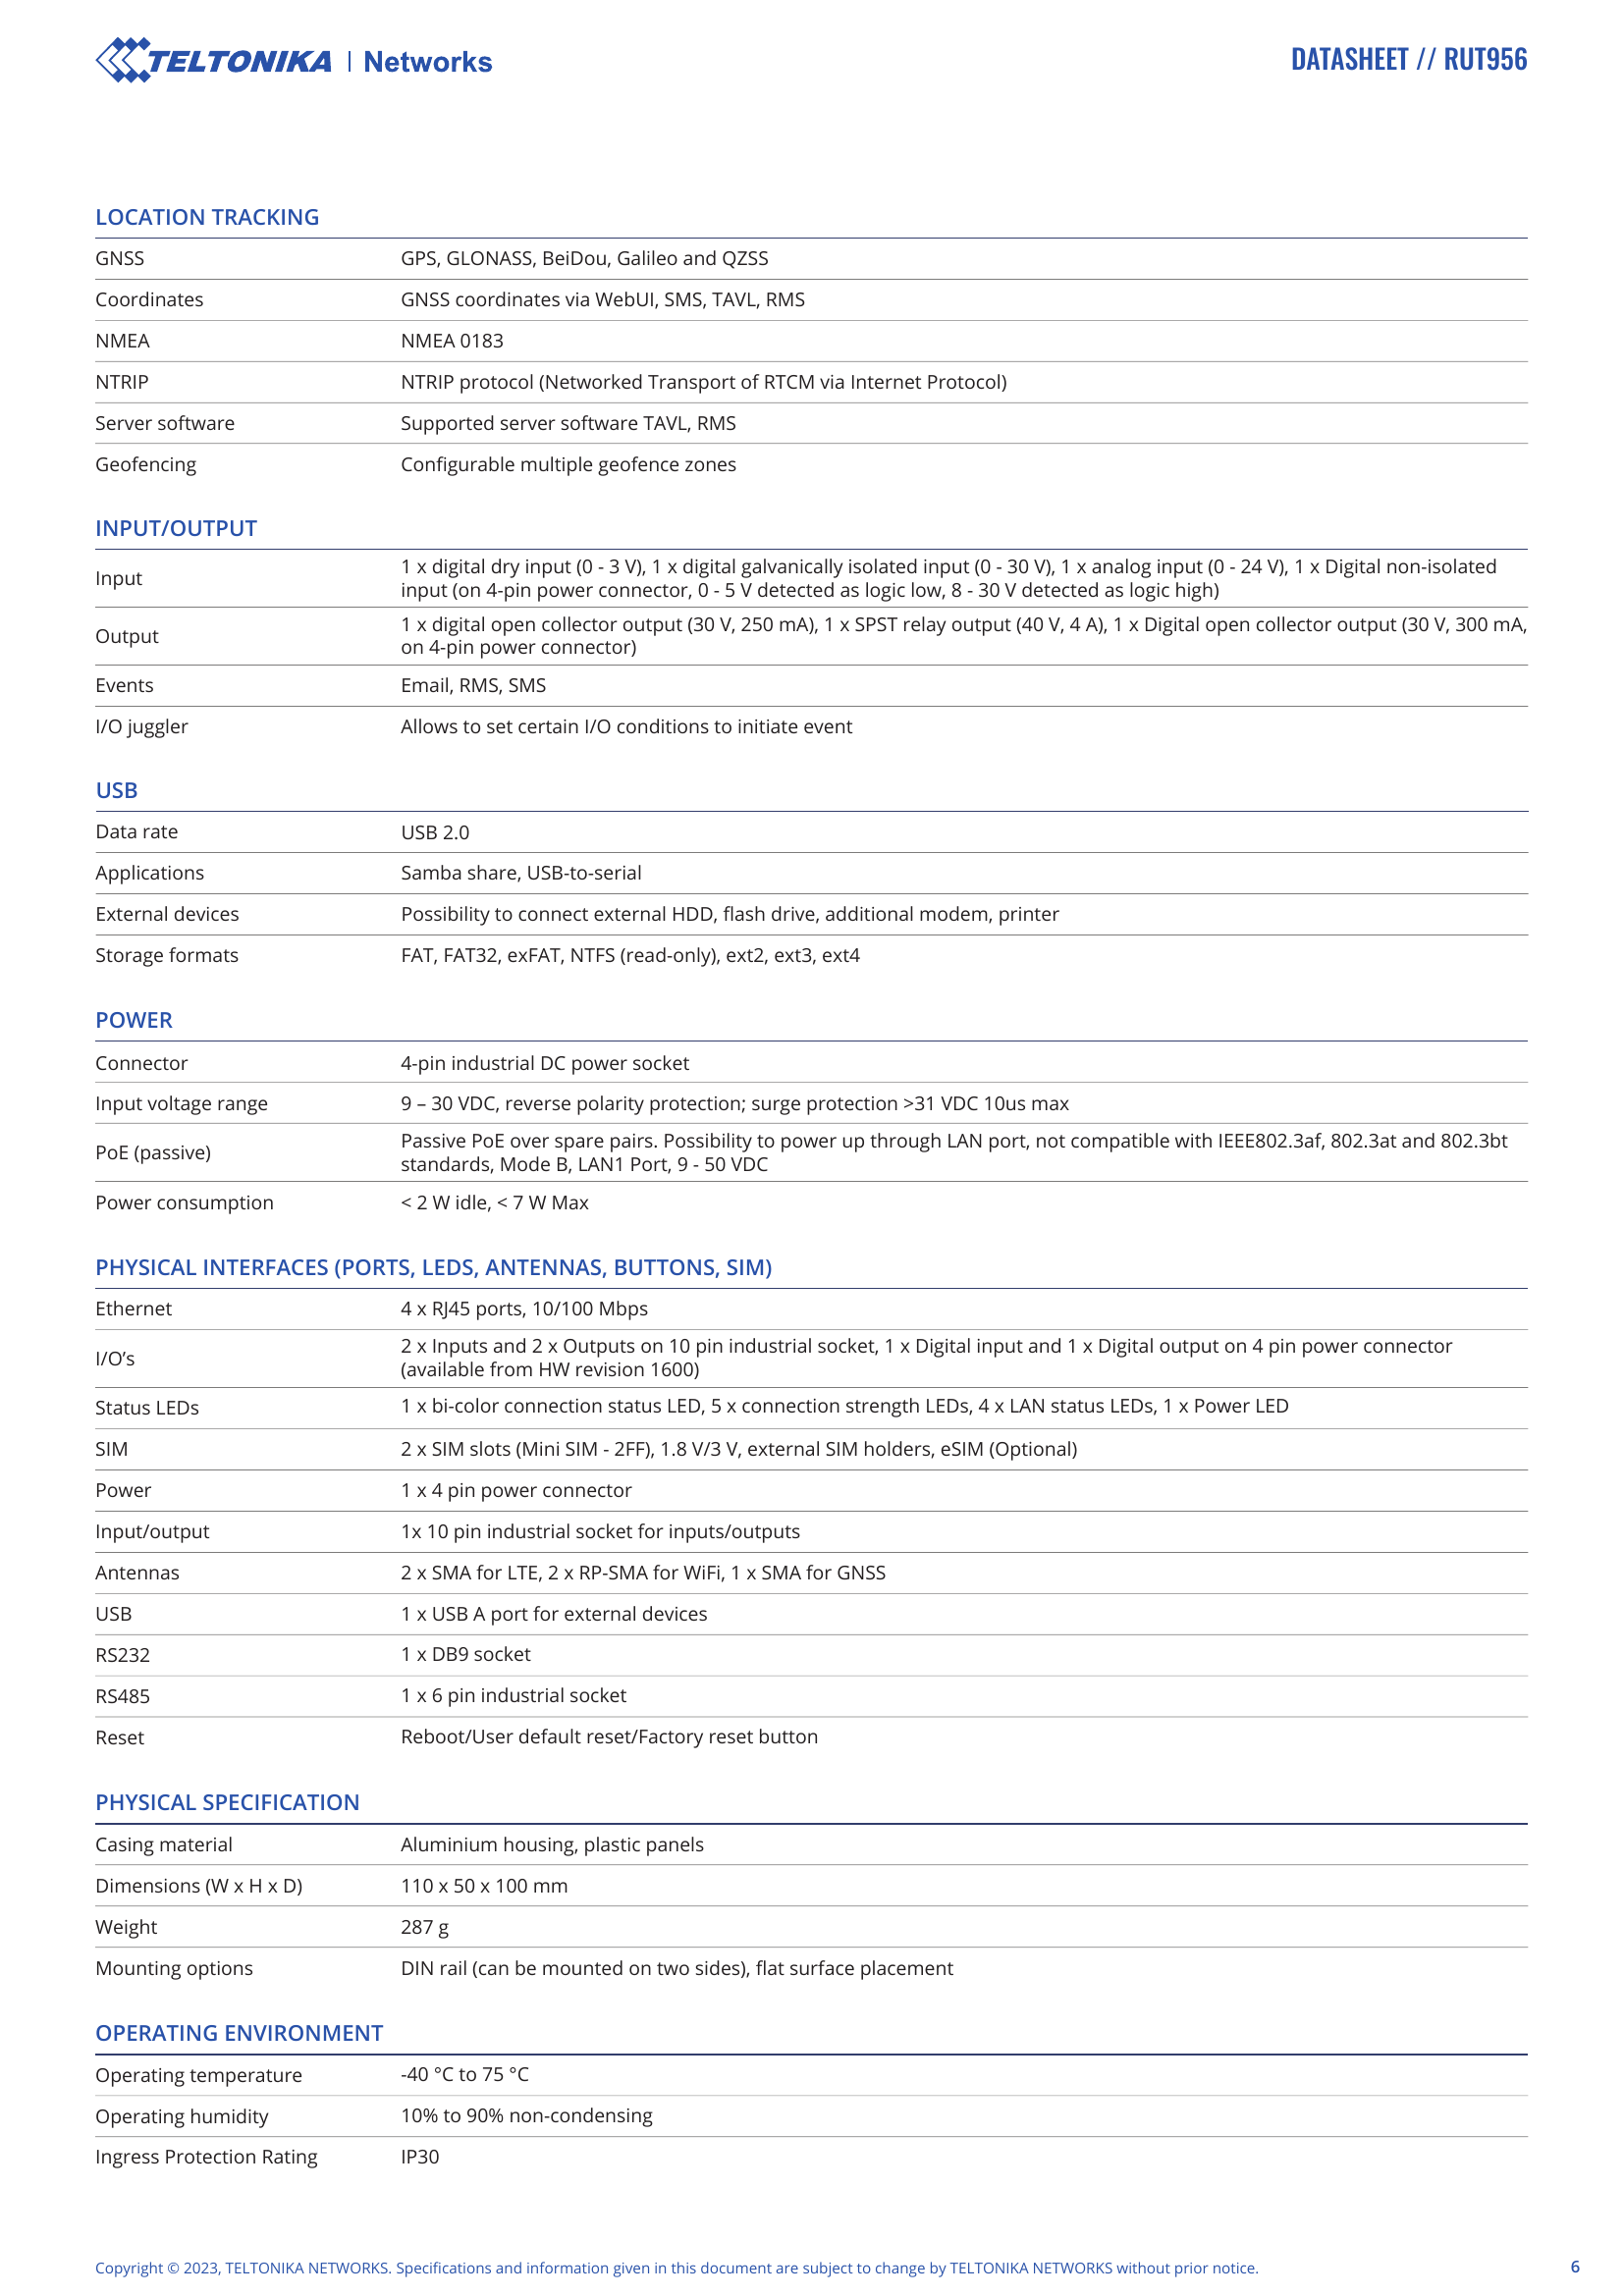 TELTONIKA | Networks
DATASHEET // RUT956
LOCATION TRACKING
GNSS GPS, GLONASS, BeiDou, Galileo and QZSS
Coordinates GNSS coordinates via WebUI, SMS, TAVL, RMS
NMEA NMEA 0183
NTRIP NTRIP protocol (Networked Transport of RTCM via Internet Protocol)
Server software Supported server software TAVL, RMS
Geofencing Configurable multiple geofence zones
INPUT/OUTPUT
Input 1 x digital dry input (0 - 3 V), 1 x digital galvanically isolated input (0 - 30 V), 1 x analog input (0 - 24 V), 1 x Digital non-isolated
input (on 4-pin power connector, 0 - 5 V detected as logic low, 8 - 30 V detected as logic high)
Output 1 x digital open collector output (30 V, 250 mA), 1 x SPST relay output (40 V, 4 A), 1 x Digital open collector output (30 V, 300 mA,
on 4-pin power connector)
Events Email, RMS, SMS
I/O juggler Allows to set certain I/O conditions to initiate event
USB
Data rate USB 2.0
Applications Samba share, USB-to-serial
External devices Possibility to connect external HDD, flash drive, additional modem, printer
Storage formats FAT, FAT32, exFAT, NTFS (read-only), ext2, ext3, ext4
POWER
Connector 4-pin industrial DC power socket
Input voltage range 9 – 30 VDC, reverse polarity protection; surge protection >31 VDC 10us max
PoE (passive) Passive PoE over spare pairs. Possibility to power up through LAN port, not compatible with IEEE802.3af, 802.3at and 802.3bt
standards, Mode B, LAN1 Port, 9 - 50 VDC
Power consumption < 2 W idle, < 7 W Max
PHYSICAL INTERFACES (PORTS, LEDS, ANTENNAS, BUTTONS, SIM)
Ethernet 4 x RJ45 ports, 10/100 Mbps
I/O’s 2 x Inputs and 2 x Outputs on 10 pin industrial socket, 1 x Digital input and 1 x Digital output on 4 pin power connector
(available from HW revision 1600)
Status LEDs 1 x bi-color connection status LED, 5 x connection strength LEDs, 4 x LAN status LEDs, 1 x Power LED
SIM 2 x SIM slots (Mini SIM - 2FF), 1.8 V/3 V, external SIM holders, eSIM (Optional)
Power 1 x 4 pin power connector
Input/output 1x 10 pin industrial socket for inputs/outputs
Antennas 2 x SMA for LTE, 2 x RP-SMA for WiFi, 1 x SMA for GNSS
USB 1 x USB A port for external devices
RS232 1 x DB9 socket
RS485 1 x 6 pin industrial socket
Reset Reboot/User default reset/Factory reset button
PHYSICAL SPECIFICATION
Casing material Aluminium housing, plastic panels
Dimensions (W x H x D) 110 x 50 x 100 mm
Weight 287 g
Mounting options DIN rail (can be mounted on two sides), flat surface placement
OPERATING ENVIRONMENT
Operating temperature -40 °C to 75 °C
Operating humidity 10% to 90% non-condensing
Ingress Protection Rating IP30
Copyright © 2023, TELTONIKA NETWORKS. Specifications and information given in this document are subject to change by TELTONIKA NETWORKS without prior notice.
6